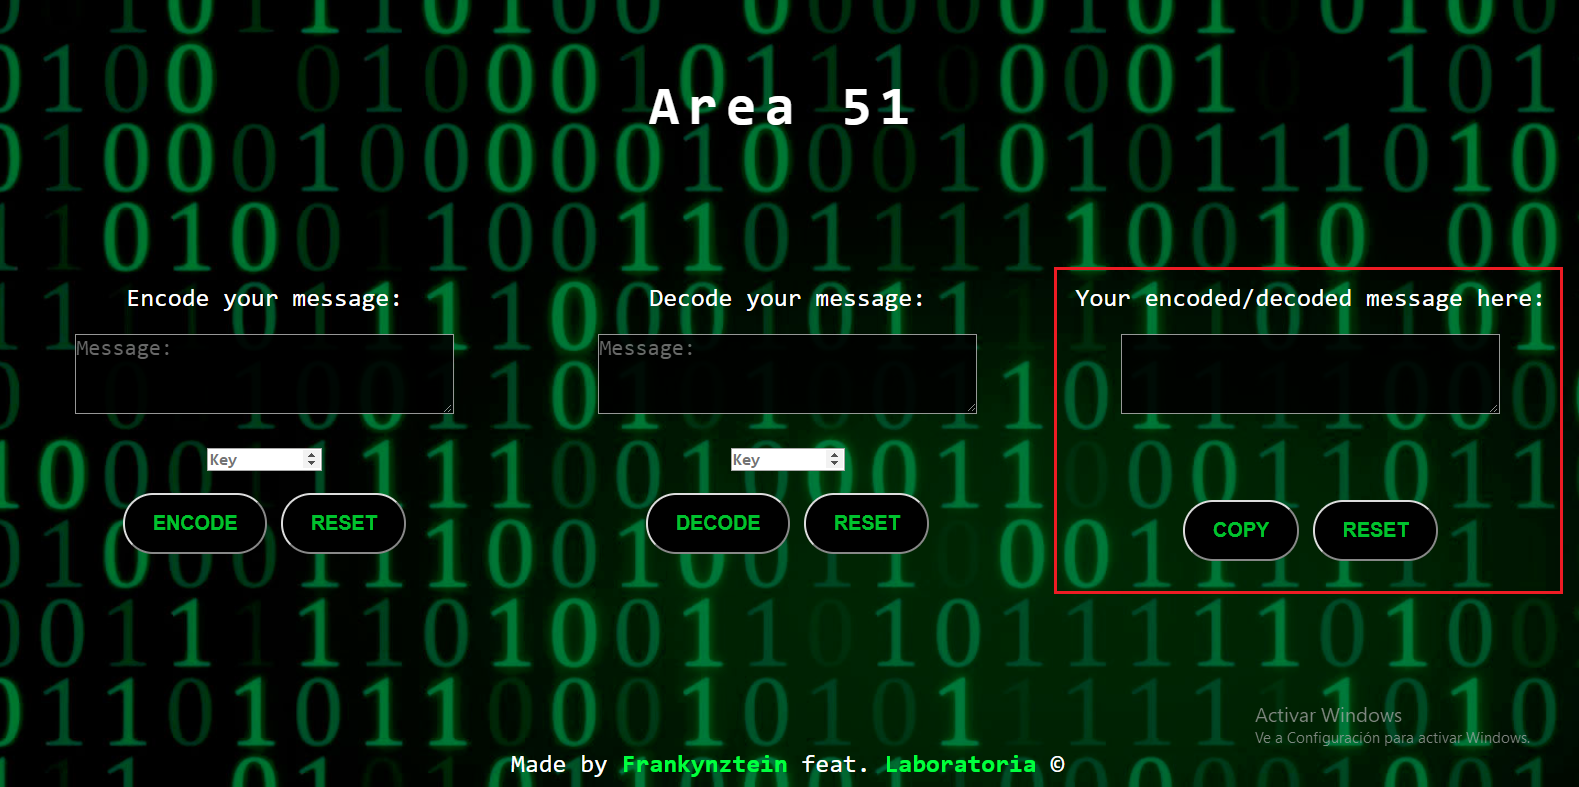 Area 51
Encode your message:
Message:
Key
ENCODE RESET
Decode your message:
Message:
Key
DECODE RESET
Your encoded/decoded message here:
COPY RESET
Activar Windows
Ve a Configuración para activar Windows.
Made by Frankynztein feat. Laboratoria ©